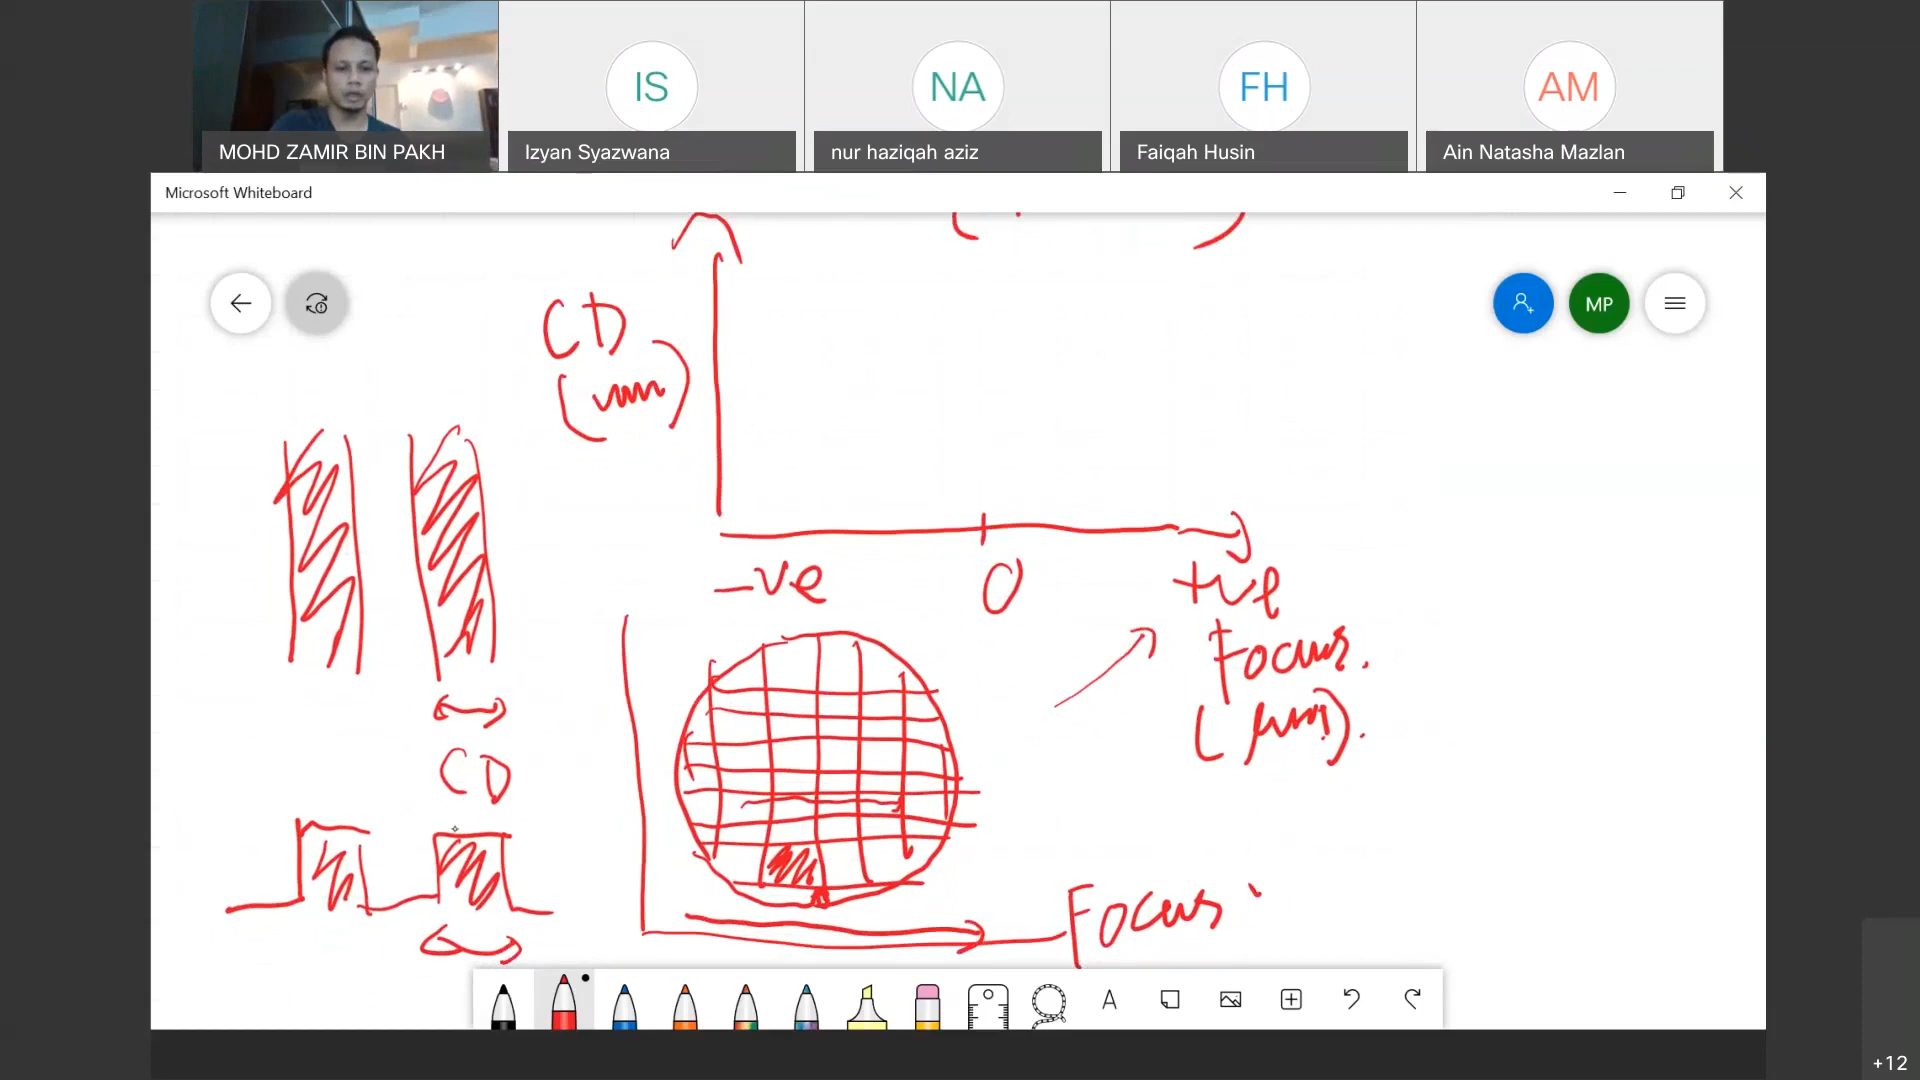 IS
NA
FH
AM
MOHD ZAMIR BIN PAKH
Izyan Syazwana
nur haziqah aziz
Faiqah Husin
Ain Natasha Mazlan
Microsoft Whiteboard
MP
CD
-ve
0
+ve
Focus.
(μm).
CD
Focus
A
+12